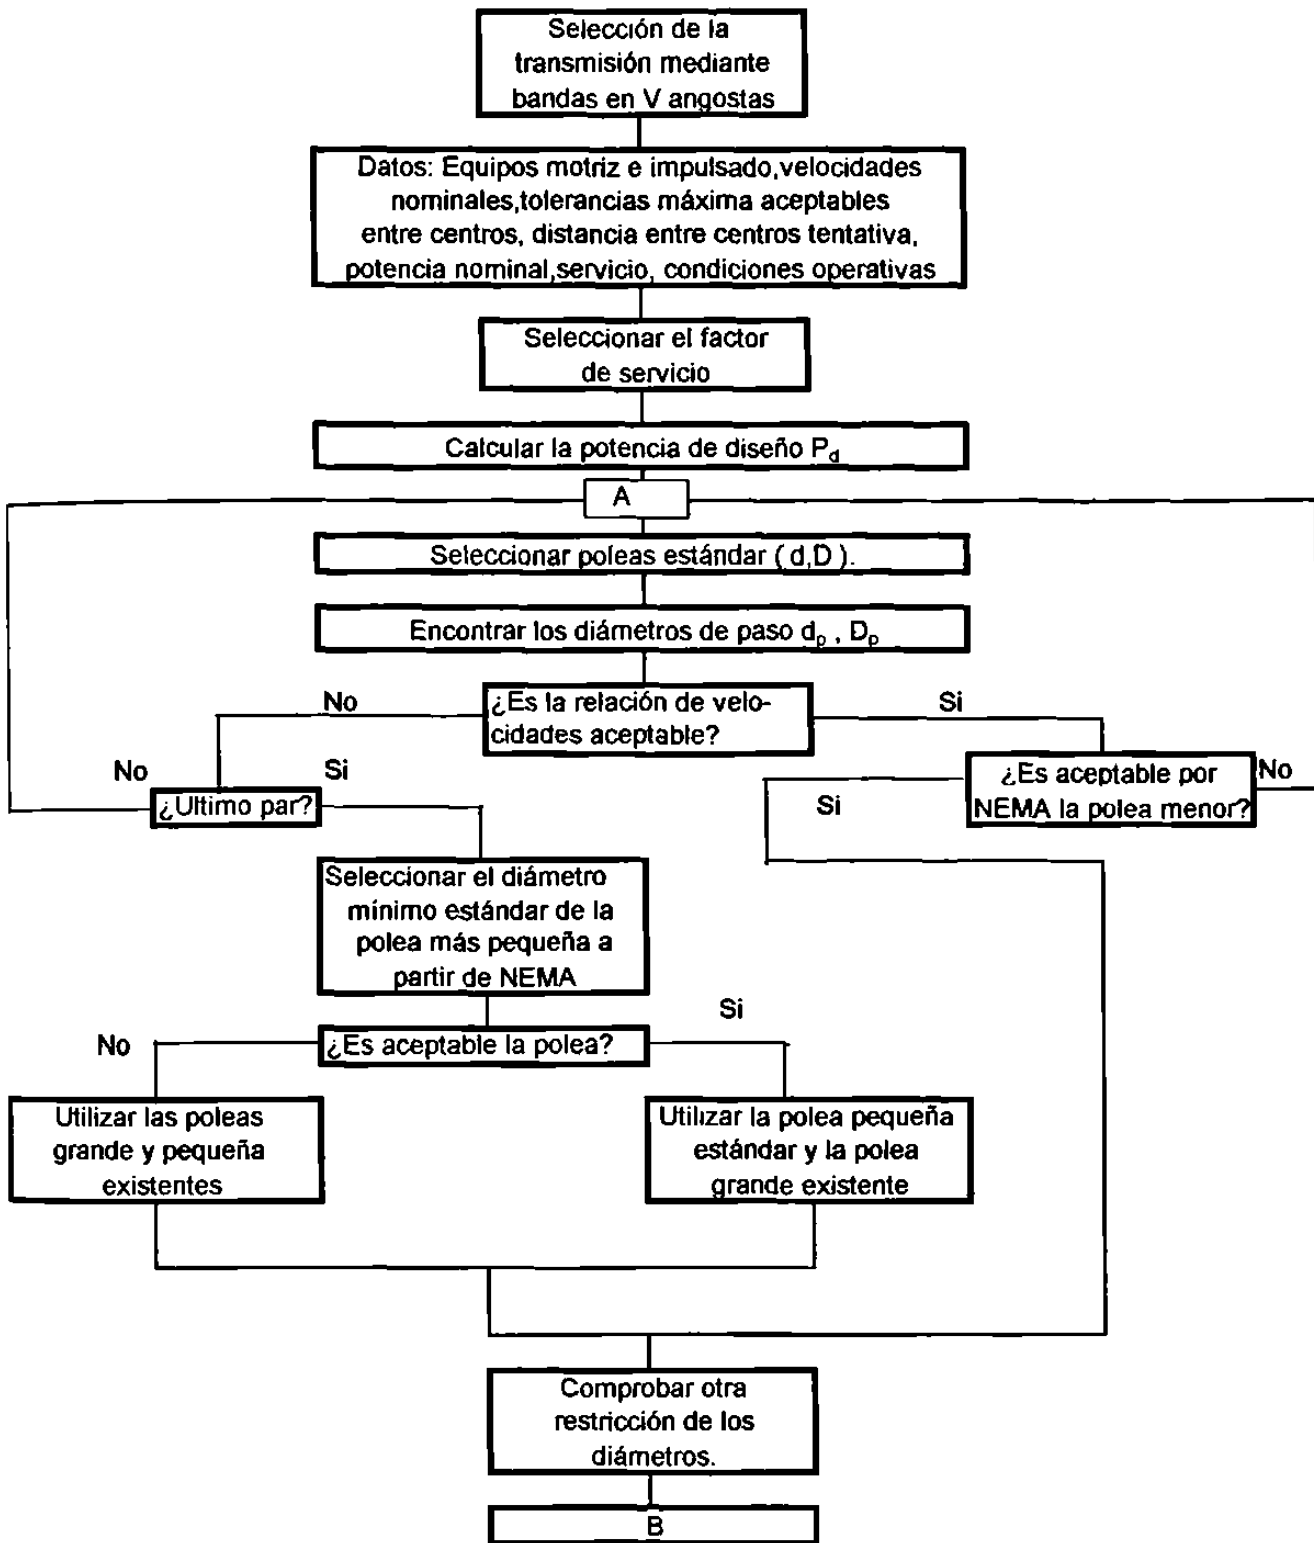 Selección de la
transmisión mediante
bandas en V angostas
Datos: Equipos motriz e impulsado,velocidades
nominales,tolerancias máxima aceptables
entre centros, distancia entre centros tentativa,
potencia nominal,servicio, condiciones operativas
Seleccionar el factor
de servicio
Calcular la potencia de diseño Pd
A
Seleccionar poleas estándar ( d,D ).
Encontrar los diámetros de paso dp , Dp
No
¿Es la relación de velo-
cidades aceptable?
Si
No
Si
¿Ultimo par?
Si
¿Es aceptable por
NEMA la polea menor?
No
Seleccionar el diámetro
mínimo estándar de la
polea más pequeña a
partir de NEMA
No
¿Es aceptable la polea?
Si
Utilizar las poleas
grande y pequeña
existentes
Utilizar la polea pequeña
estándar y la polea
grande existente
Comprobar otra
restricción de los
diámetros.
B